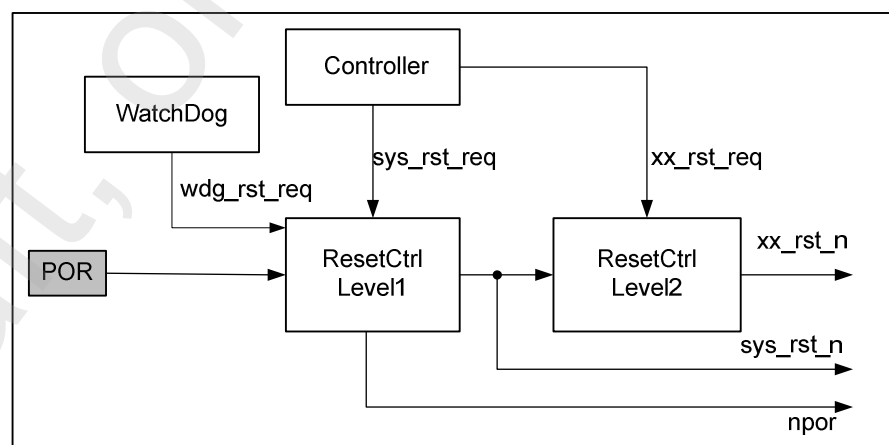 Controller
WatchDog
sys_rst_req
xx_rst_req
wdg_rst_req
xx_rst_n
POR
ResetCtrl
Level1
ResetCtrl
Level2
sys_rst_n
npor